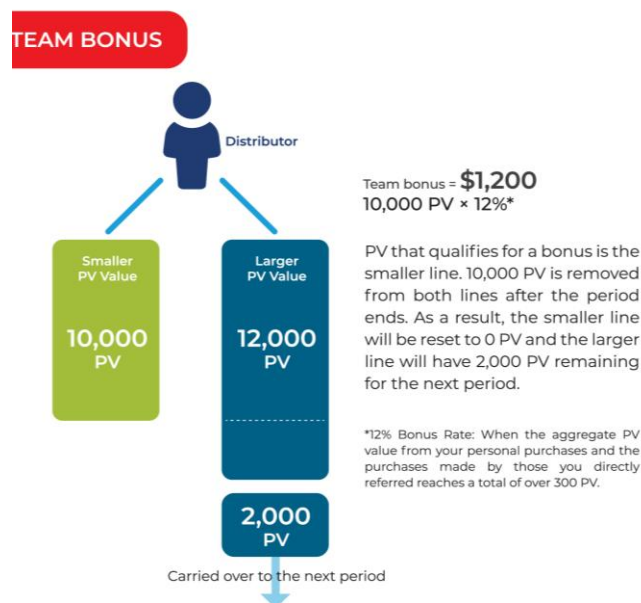 TEAM BONUS
Distributor
Smaller
PV Value
10,000
PV
Larger
PV Value
12,000
PV
2,000
PV
Carried over to the next period
Team bonus = $1,200
10,000 PV × 12%*
PV that qualifies for a bonus is the
smaller line. 10,000 PV is removed
from both lines after the period
ends. As a result, the smaller line
will be reset to 0 PV and the larger
line will have 2,000 PV remaining
for the next period.
*12% Bonus Rate: When the aggregate PV
value from your personal purchases and the
purchases made by those you directly
referred reaches a total of over 300 PV.